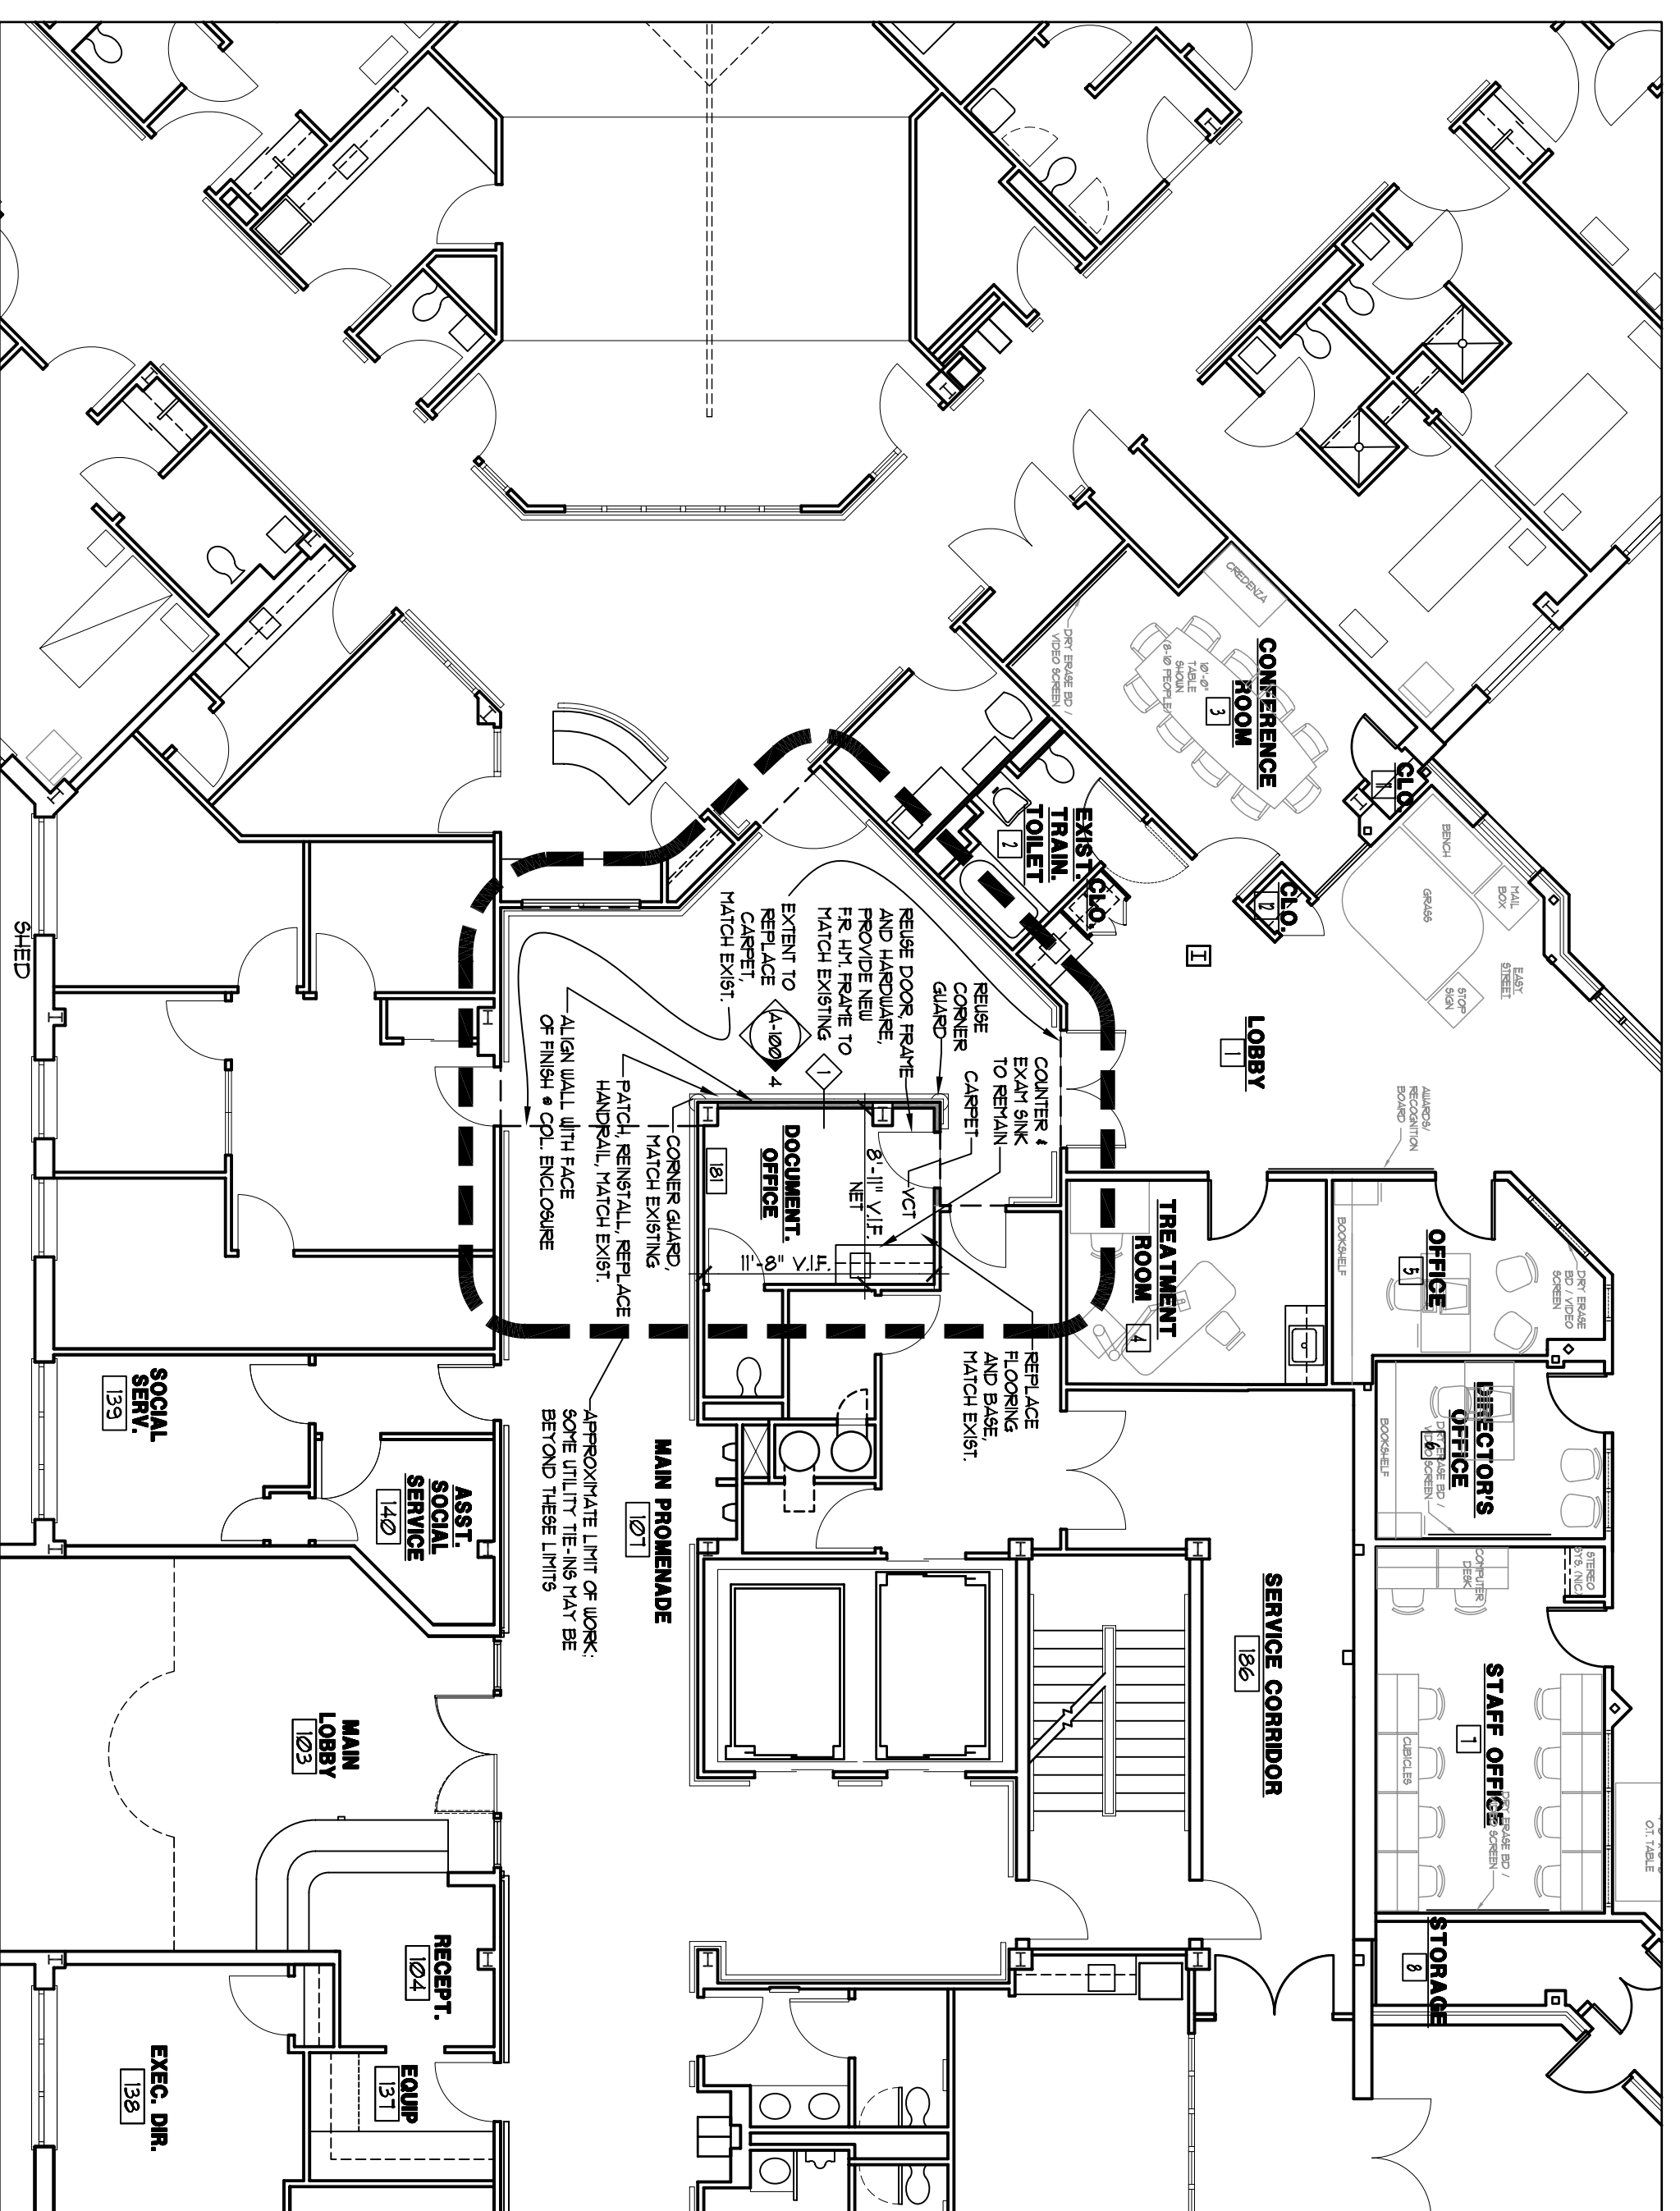 CREDENZA
CONFERENCE
ROOM
3
10'-0"
TABLE
SHOWN
(8-10 PEOPLE)
DRY ERASE BD /
VIDEO SCREEN
CLO.
11
BENCH
MAIL
BOX
GRASS
STOP
SIGN
EASY
STREET
CLO.
12
EXIST.
TRAIN.
TOILET
2
CLO.
LOBBY
1
AWARDS/
RECOGNITION
BOARD
EXTENT TO
REPLACE
CARPET,
MATCH EXIST.
REUSE DOOR, FRAME
AND HARDWARE,
PROVIDE NEW
F.R. H.M. FRAME TO
MATCH EXISTING
REUSE
CORNER
GUARD
COUNTER &
EXAM SINK
TO REMAIN
CARPET
VCT
A-100
4
1
ALIGN WALL WITH FACE
OF FINISH @ COL. ENCLOSURE
PATCH, REINSTALL, REPLACE
HANDRAIL, MATCH EXIST.
CORNER GUARD,
MATCH EXISTING
DOCUMENT.
OFFICE
181
8'-11" V.I.F.
NET
11'-8" V.I.F.
REPLACE
FLOORING
AND BASE,
MATCH EXIST.
APPROXIMATE LIMIT OF WORK;
SOME UTILITY TIE-INS MAY BE
BEYOND THESE LIMITS
TREATMENT
ROOM
4
BOOKSHELF
OFFICE
5
DRY ERASE
BD / VIDEO
SCREEN
DIRECTOR'S
OFFICE
6
DRY ERASE BD /
VIDEO SCREEN
BOOKSHELF
STEREO
SYS. (NIC)
COMPUTER
DESK
STAFF OFFICE
7
CUBICLES
DRY ERASE BD /
VIDEO SCREEN
O.T. TABLE
STORAGE
8
SERVICE CORRIDOR
186
MAIN PROMENADE
107
SHED
SOCIAL
SERV.
139
ASST.
SOCIAL
SERVICE
140
MAIN
LOBBY
103
RECEPT.
104
EQUIP
137
EXEC. DIR.
138